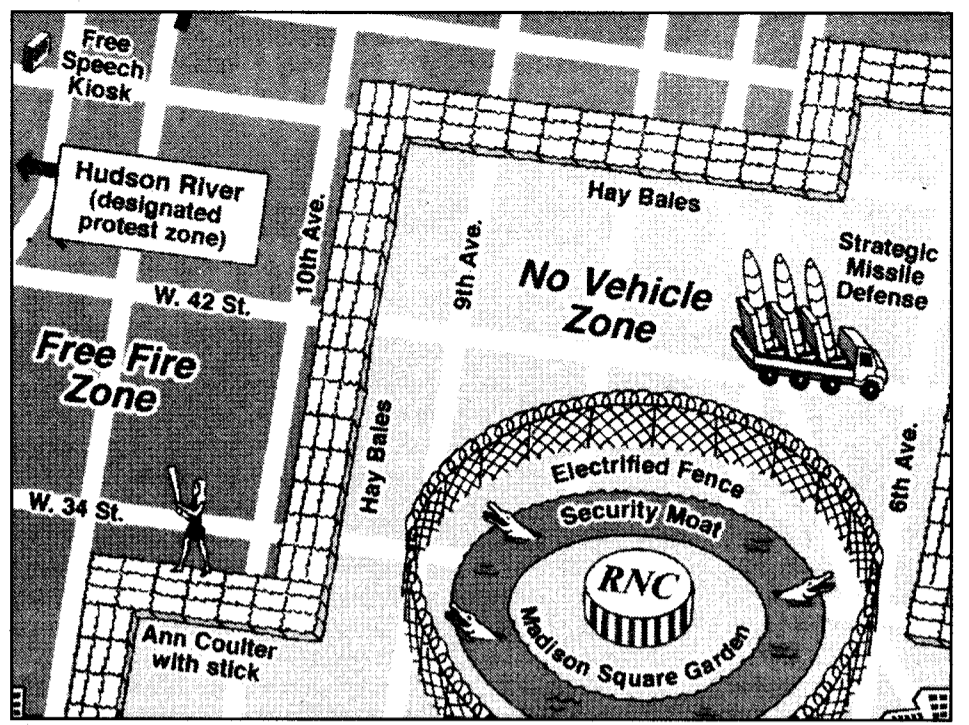 Free
Speech
Kiosk
Hudson River
(designated
protest zone)
10th Ave.
W. 42 St.
Free Fire
Zone
W. 34 St.
Ann Coulter
with stick
Hay Bales
Hay Bales
9th Ave.
No Vehicle
Zone
Strategic
Missile
Defense
6th Ave.
Electrified Fence
Security Moat
RNC
Madison Square Garden